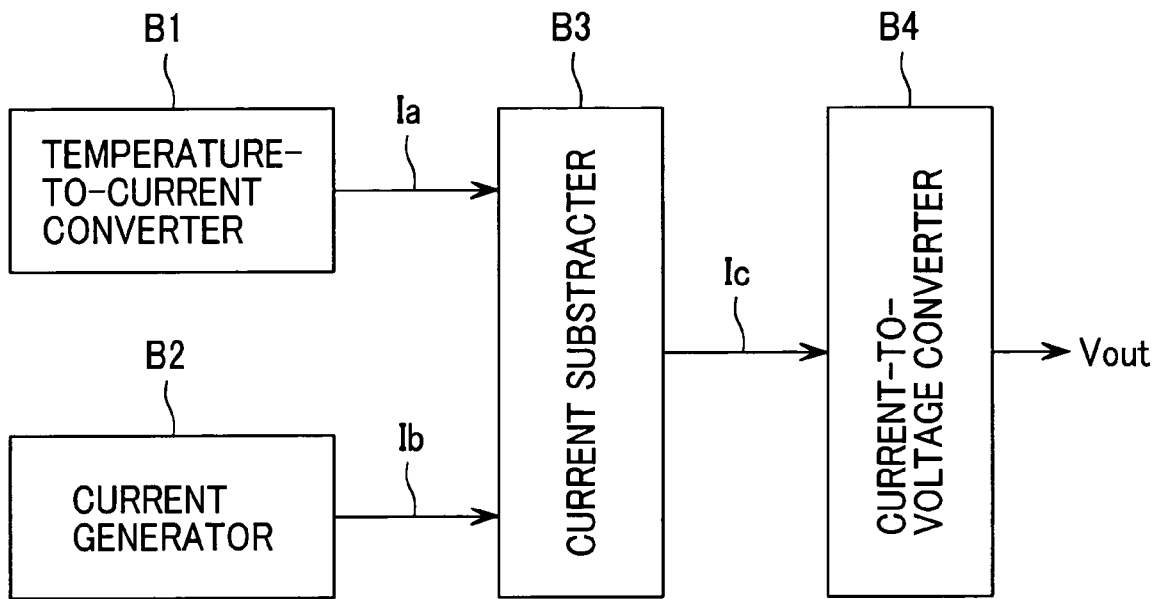 B1
B3
B4
TEMPERATURE-
TO-CURRENT
CONVERTER
Ia
CURRENT SUBSTRACTER
Ic
CURRENT-TO-
VOLTAGE CONVERTER
Vout
B2
CURRENT
GENERATOR
Ib